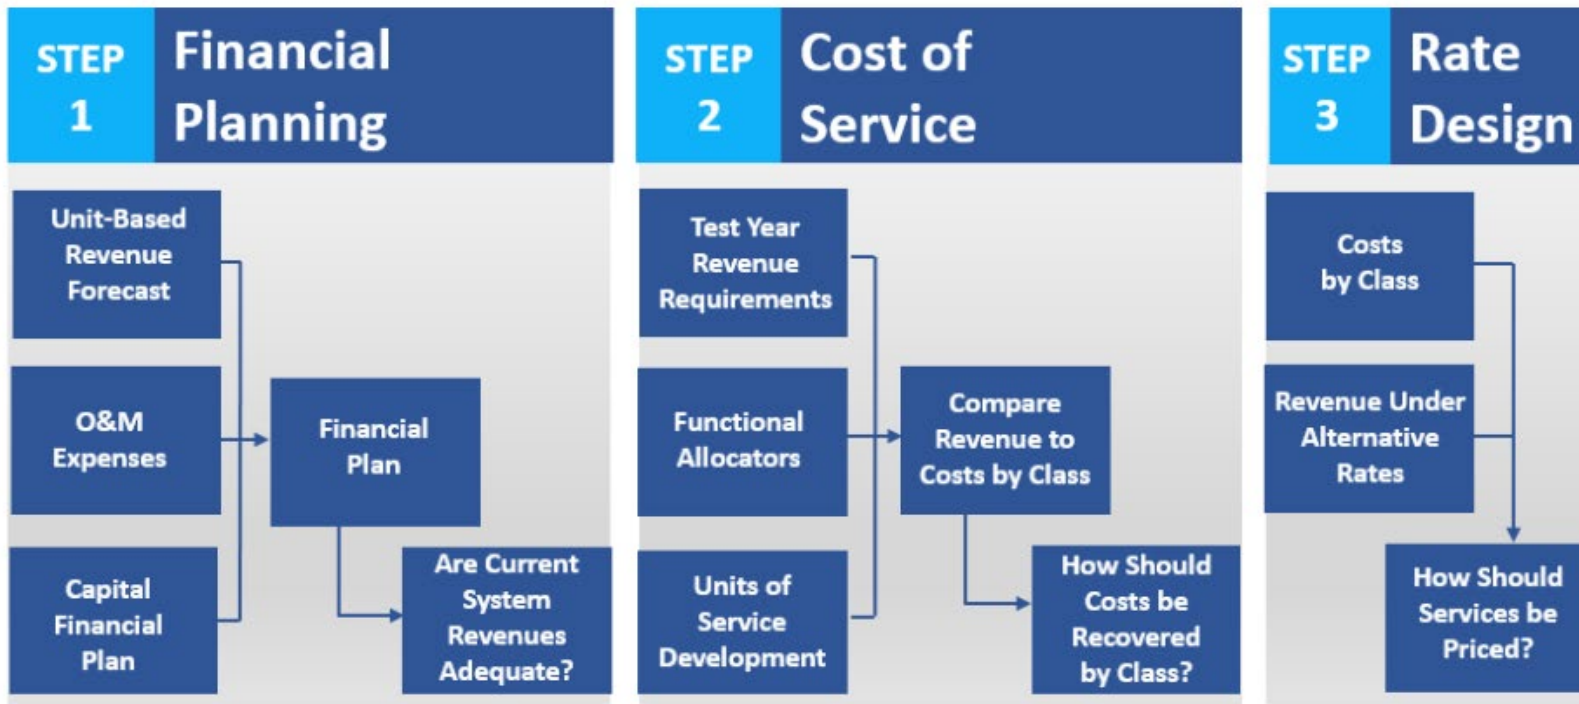 STEP
1
Financial
Planning
Unit-Based
Revenue
Forecast
O&M
Expenses
Capital
Financial
Plan
Financial
Plan
Are Current
System
Revenues
Adequate?
STEP
2
Cost of
Service
Test Year
Revenue
Requirements
Functional
Allocators
Units of
Service
Development
Compare
Revenue to
Costs by Class
How Should
Costs be
Recovered
by Class?
STEP
3
Rate
Design
Costs
by Class
Revenue Under
Alternative
Rates
How Should
Services be
Priced?